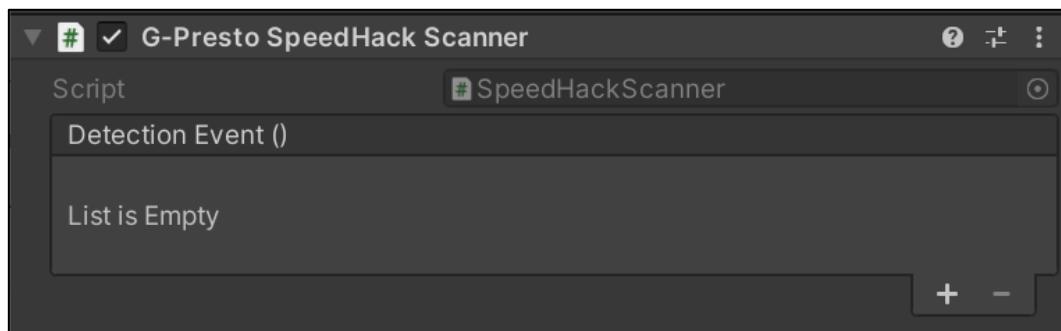 G-Presto SpeedHack Scanner
Script SpeedHackScanner
Detection Event ()
List is Empty